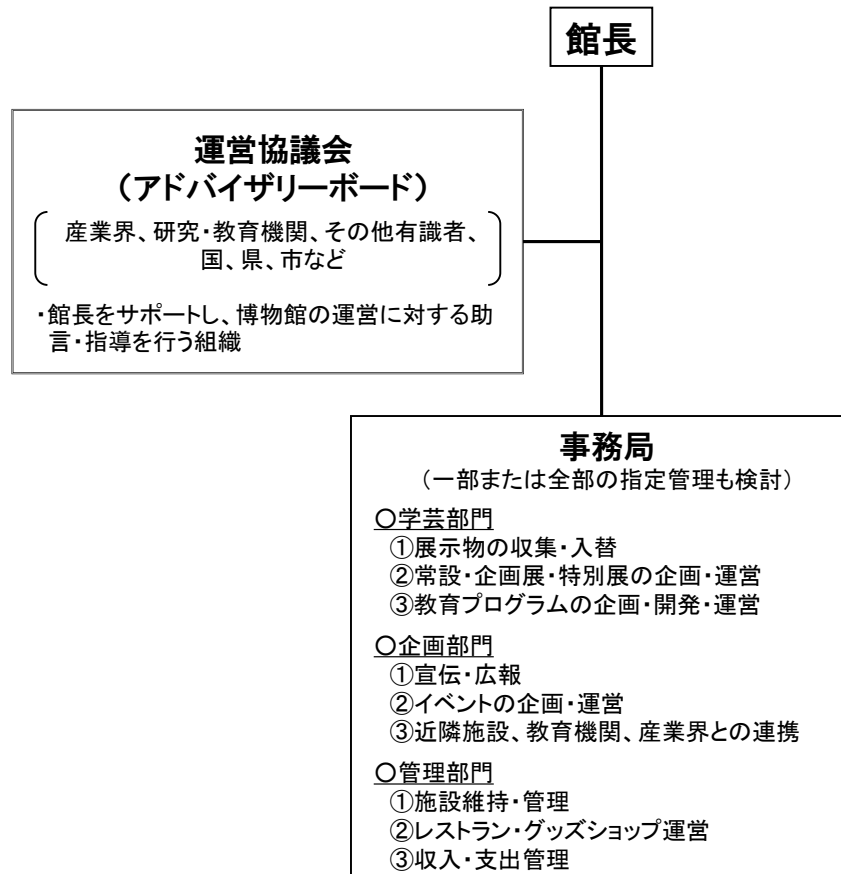 館長
運営協議会
（アドバイザリーボード）
産業界、研究・教育機関、その他有識者、
国、県、市など
・館長をサポートし、博物館の運営に対する助
言・指導を行う組織
事務局
（一部または全部の指定管理も検討）
〇学芸部門
①展示物の収集・入替
②常設・企画展・特別展の企画・運営
③教育プログラムの企画・開発・運営
〇企画部門
①宣伝・広報
②イベントの企画・運営
③近隣施設、教育機関、産業界との連携
〇管理部門
①施設維持・管理
②レストラン・グッズショップ運営
③収入・支出管理